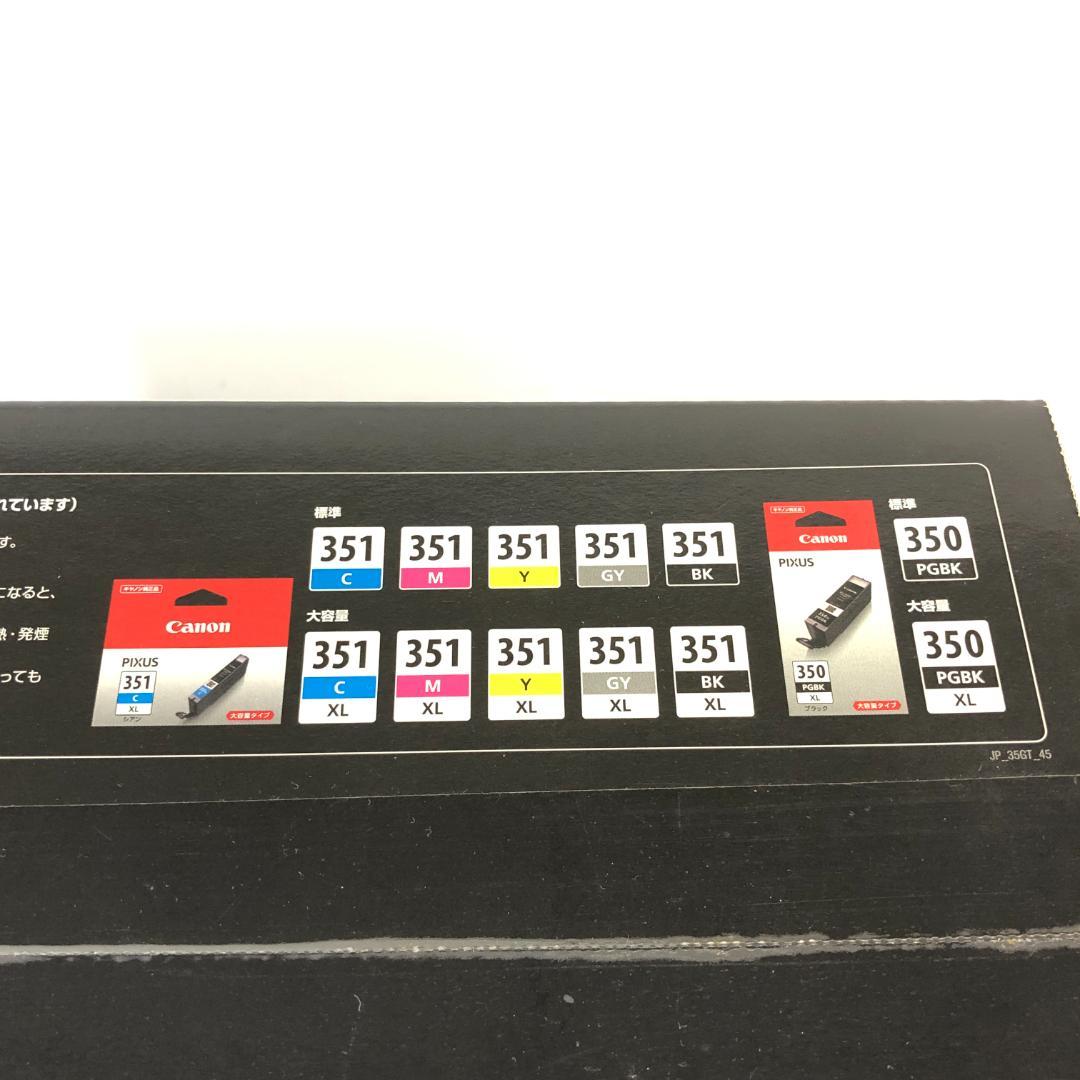 れています)
す。
になると、
熱・発煙
っても
キヤノン純正品
Canon
PIXUS
351
C
XL
シアン
大容量タイプ
標準
351 351 351 351 351
C M Y GY BK
大容量
351 351 351 351 351
C M Y GY BK
XL XL XL XL XL
キヤノン純正品
Canon
PIXUS
350
PGBK
XL
ブラック
大容量タイプ
標準
350
PGBK
大容量
350
PGBK
XL
JP_35GT_45